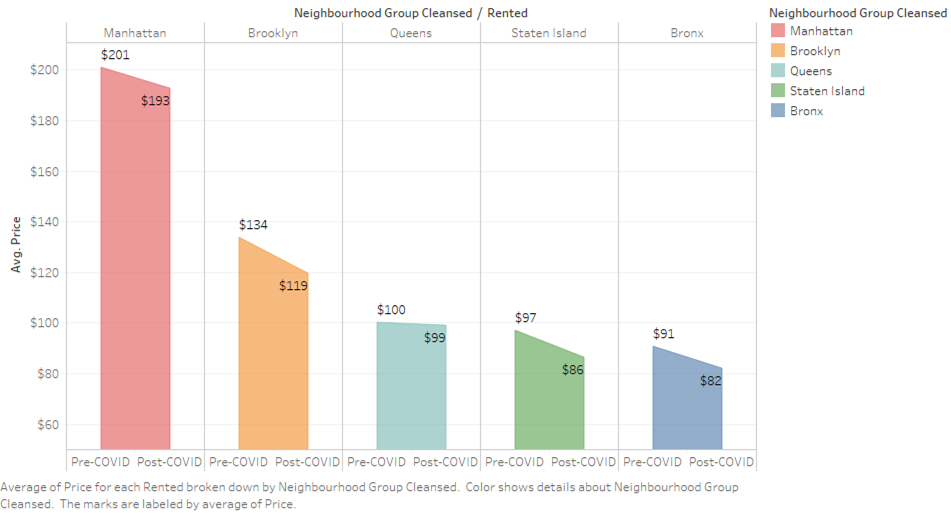 Neighbourhood Group Cleansed / Rented
Manhattan Brooklyn Queens Staten Island Bronx
Avg. Price
$200
$180
$160
$140
$120
$100
$80
$60
$201
$193
$134
$119
$100
$99
$97
$86
$91
$82
Pre-COVID Post-COVID Pre-COVID Post-COVID Pre-COVID Post-COVID Pre-COVID Post-COVID Pre-COVID Post-COVID
Average of Price for each Rented broken down by Neighbourhood Group Cleansed. Color shows details about Neighbourhood Group
Cleansed. The marks are labeled by average of Price.
Neighbourhood Group Cleansed
Manhattan
Brooklyn
Queens
Staten Island
Bronx